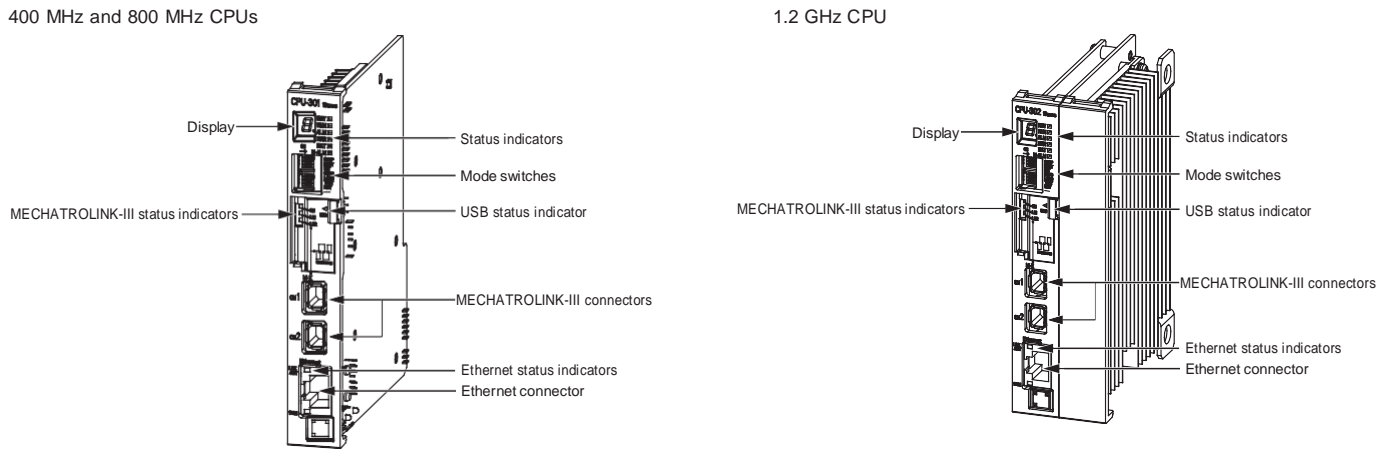 400 MHz and 800 MHz CPUs
CPU-301
Display
Status indicators
Mode switches
MECHATROLINK-III status indicators
USB status indicator
MECHATROLINK-III connectors
Ethernet status indicators
Ethernet connector
1.2 GHz CPU
CPU-302
Display
Status indicators
Mode switches
MECHATROLINK-III status indicators
USB status indicator
MECHATROLINK-III connectors
Ethernet status indicators
Ethernet connector